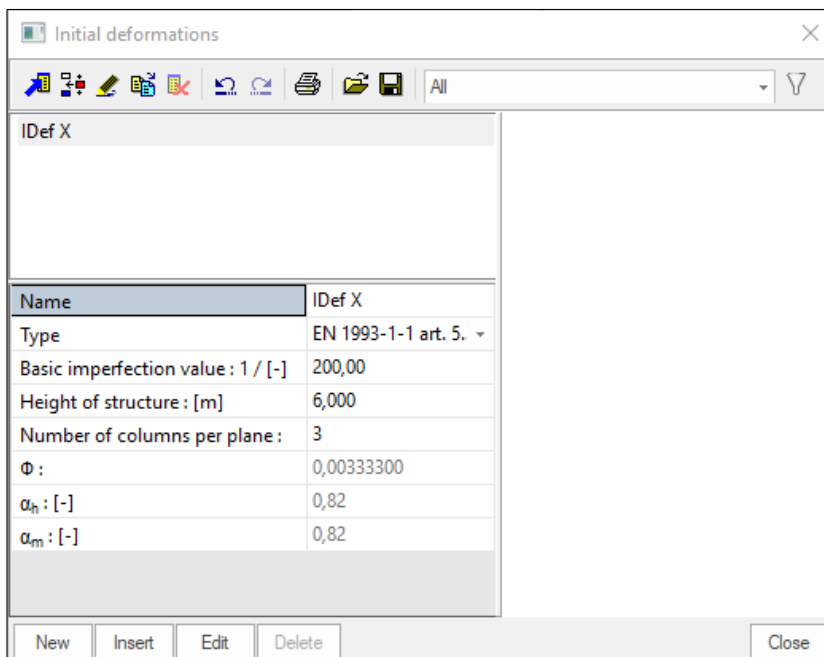 Initial deformations
All
IDef X
Name IDef X
Type EN 1993-1-1 art. 5..
Basic imperfection value : 1 / [-] 200,00
Height of structure : [m] 6,000
Number of columns per plane : 3
Φ : 0,00333300
αh : [-] 0,82
αm : [-] 0,82
New Insert Edit Delete Close